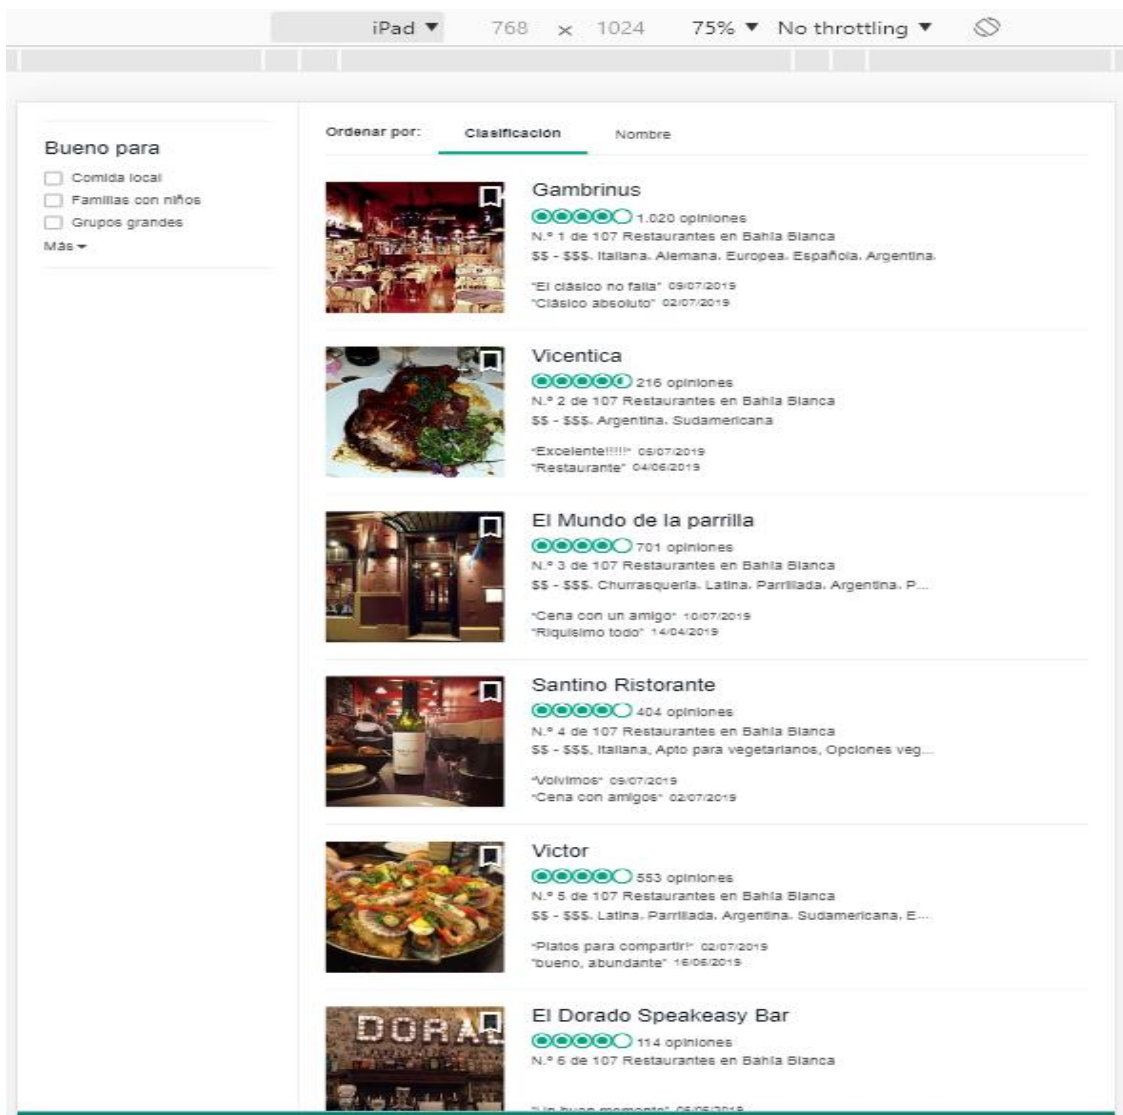 iPad ▼ 768 × 1024 75% ▼ No throttling ▼
Bueno para
Comida local
Familias con niños
Grupos grandes
Más
Ordenar por: Clasificación Nombre
Gambrinus
1.020 opiniones
N.º 1 de 107 Restaurantes en Bahía Blanca
$$ - $$$, Italiana, Alemana, Europea, Española, Argentina,
"El clásico no falla" 09/07/2019
"Clásico absoluto" 02/07/2019
Vicentica
216 opiniones
N.º 2 de 107 Restaurantes en Bahía Blanca
$$ - $$$, Argentina, Sudamericana
"Excelente!!!!!" 05/07/2019
"Restaurante" 04/06/2019
El Mundo de la parrilla
701 opiniones
N.º 3 de 107 Restaurantes en Bahía Blanca
$$ - $$$, Churrasquería, Latina, Parrillada, Argentina, P...
"Cena con un amigo" 10/07/2019
"Riquísimo todo" 14/04/2019
Santino Ristorante
404 opiniones
N.º 4 de 107 Restaurantes en Bahía Blanca
$$ - $$$, Italiana, Apto para vegetarianos, Opciones veg...
"Volvimos" 09/07/2019
"Cena con amigos" 02/07/2019
Victor
553 opiniones
N.º 5 de 107 Restaurantes en Bahía Blanca
$$ - $$$, Latina, Parrillada, Argentina, Sudamericana, E...
"Platos para compartir!" 02/07/2019
"bueno, abundante" 16/06/2019
DORAD
El Dorado Speakeasy Bar
114 opiniones
N.º 6 de 107 Restaurantes en Bahía Blanca
"Un buen momento"